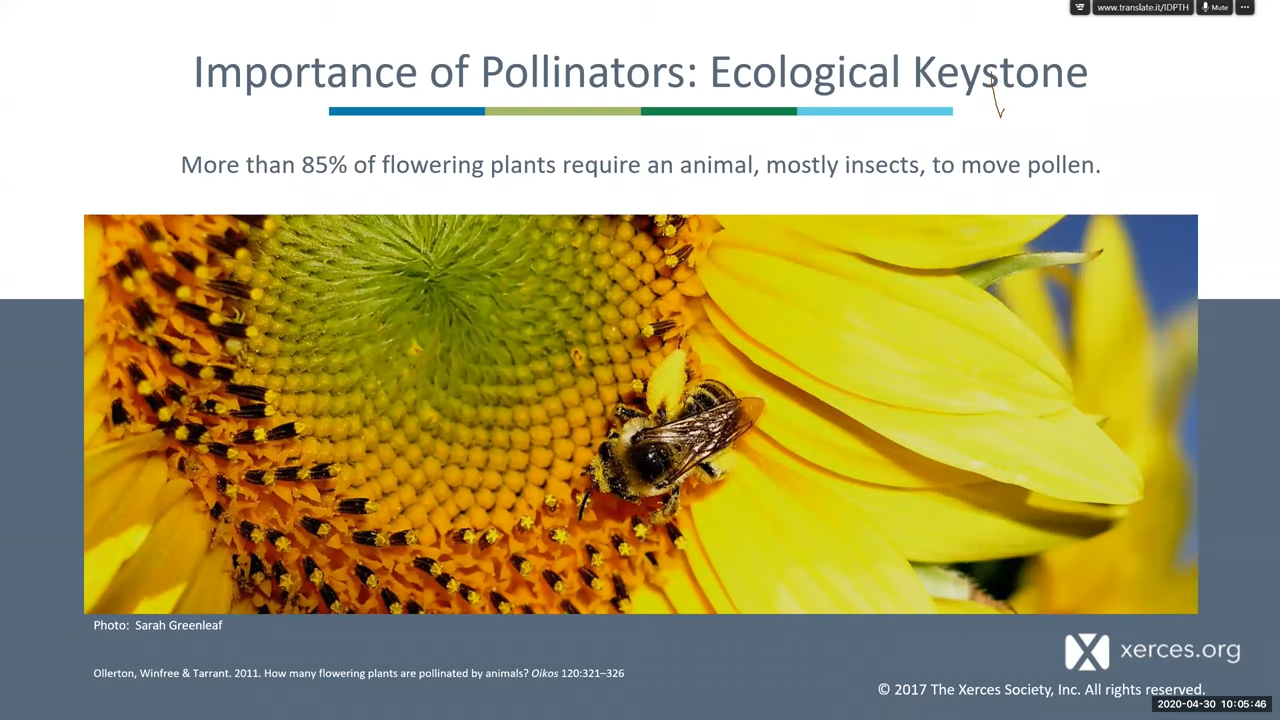 www.translate.it/IDPTH
Mute
Importance of Pollinators: Ecological Keystone
More than 85% of flowering plants require an animal, mostly insects, to move pollen.
Photo: Sarah Greenleaf
xerces.org
Ollerton, Winfree & Tarrant. 2011. How many flowering plants are pollinated by animals? Oikos 120:321–326
© 2017 The Xerces Society, Inc. All rights reserved.
2020-04-30 10:05:46